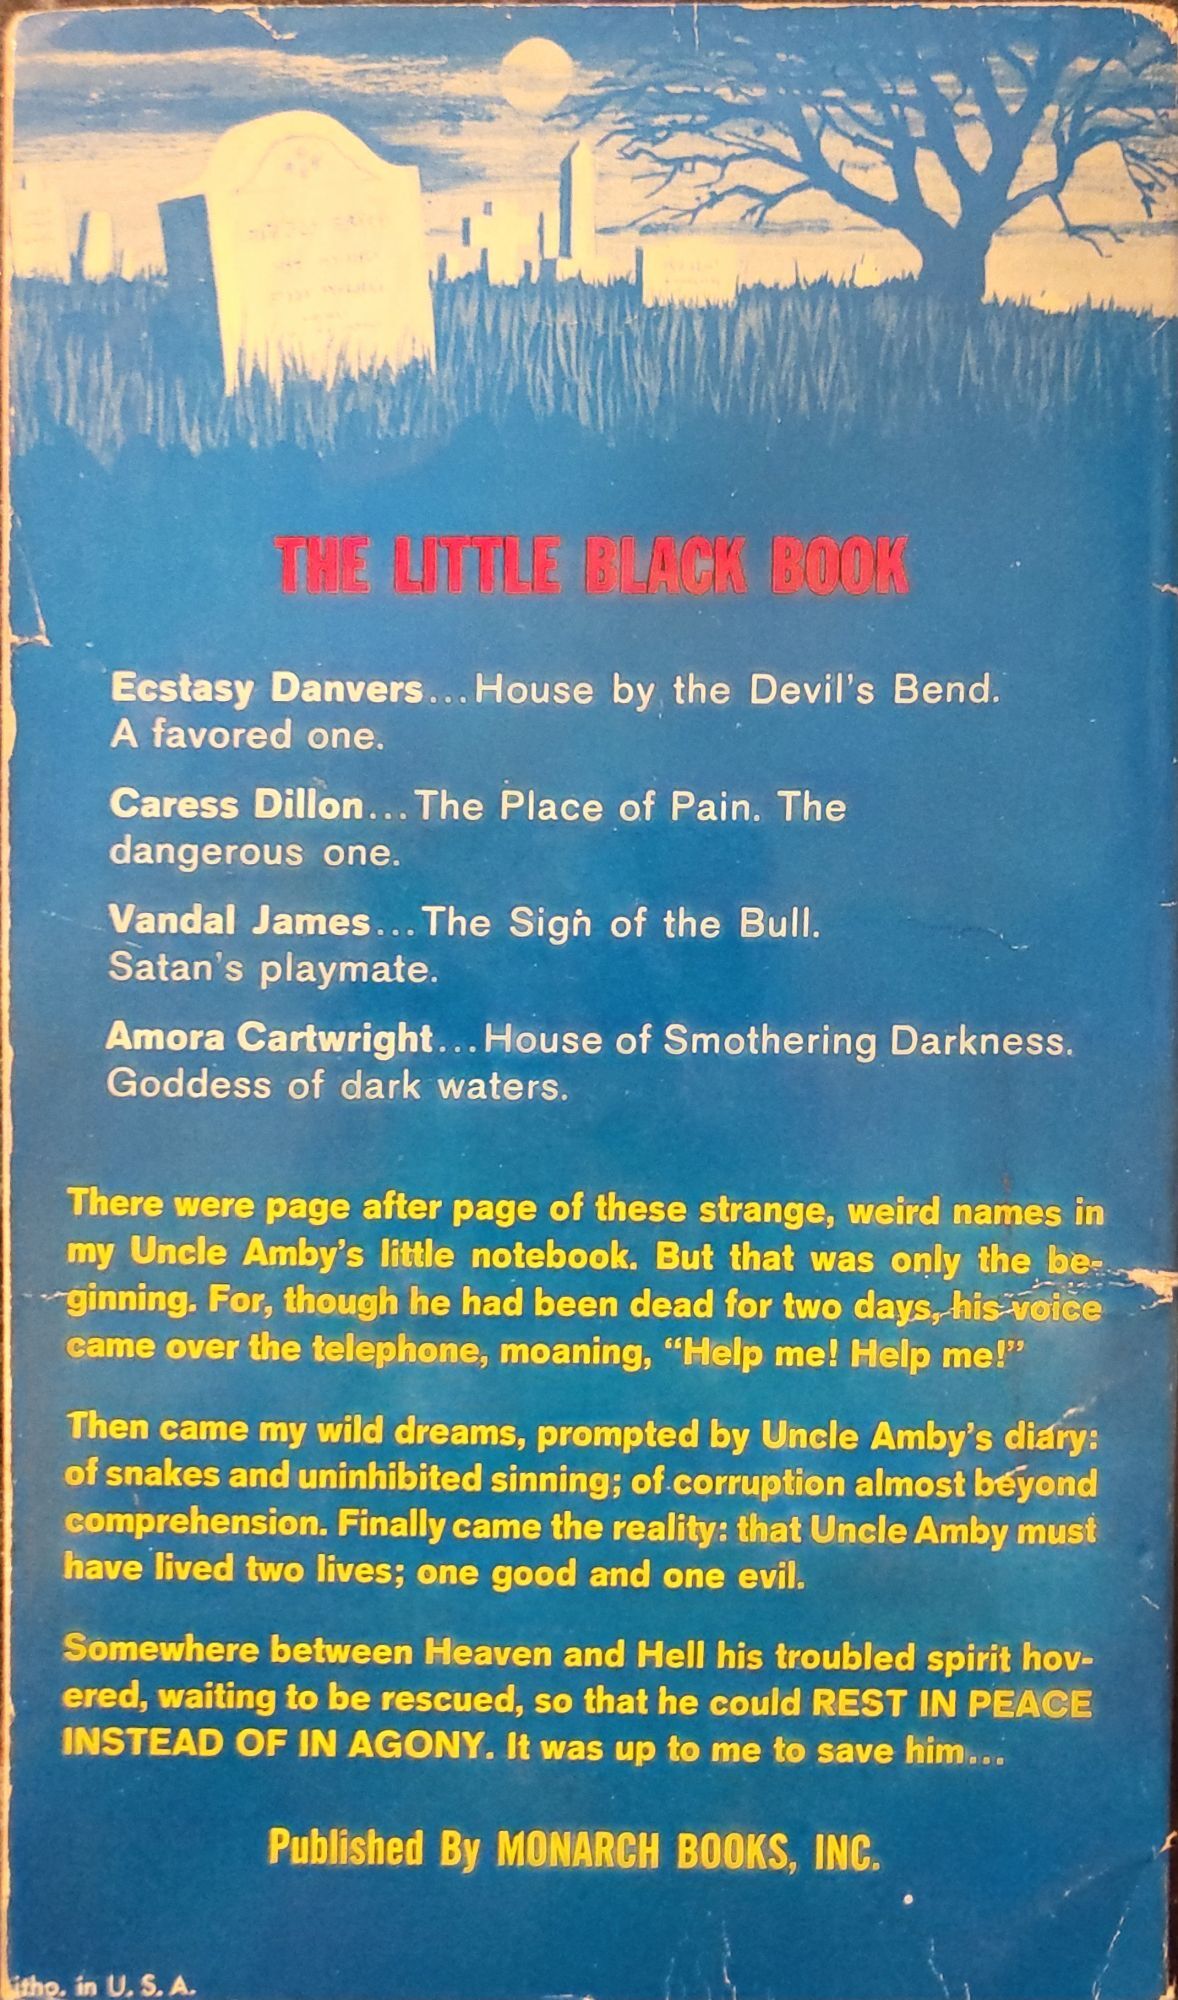 THE LITTLE BLACK BOOK
Ecstasy Danvers...House by the Devil's Bend.
A favored one.
Caress Dillon...The Place of Pain. The
dangerous one.
Vandal James...The Sign of the Bull.
Satan's playmate.
Amora Cartwright...House of Smothering Darkness.
Goddess of dark waters.
There were page after page of these strange, weird names in
my Uncle Amby's little notebook. But that was only the be-
ginning. For, though he had been dead for two days, his voice
came over the telephone, moaning, “Help me! Help me!”
Then came my wild dreams, prompted by Uncle Amby's diary:
of snakes and uninhibited sinning; of corruption almost beyond
comprehension. Finally came the reality: that Uncle Amby must
have lived two lives; one good and one evil.
Somewhere between Heaven and Hell his troubled spirit hov-
ered, waiting to be rescued, so that he could REST IN PEACE
INSTEAD OF IN AGONY. It was up to me to save him...
Published By MONARCH BOOKS, INC.
itho. in U. S. A.